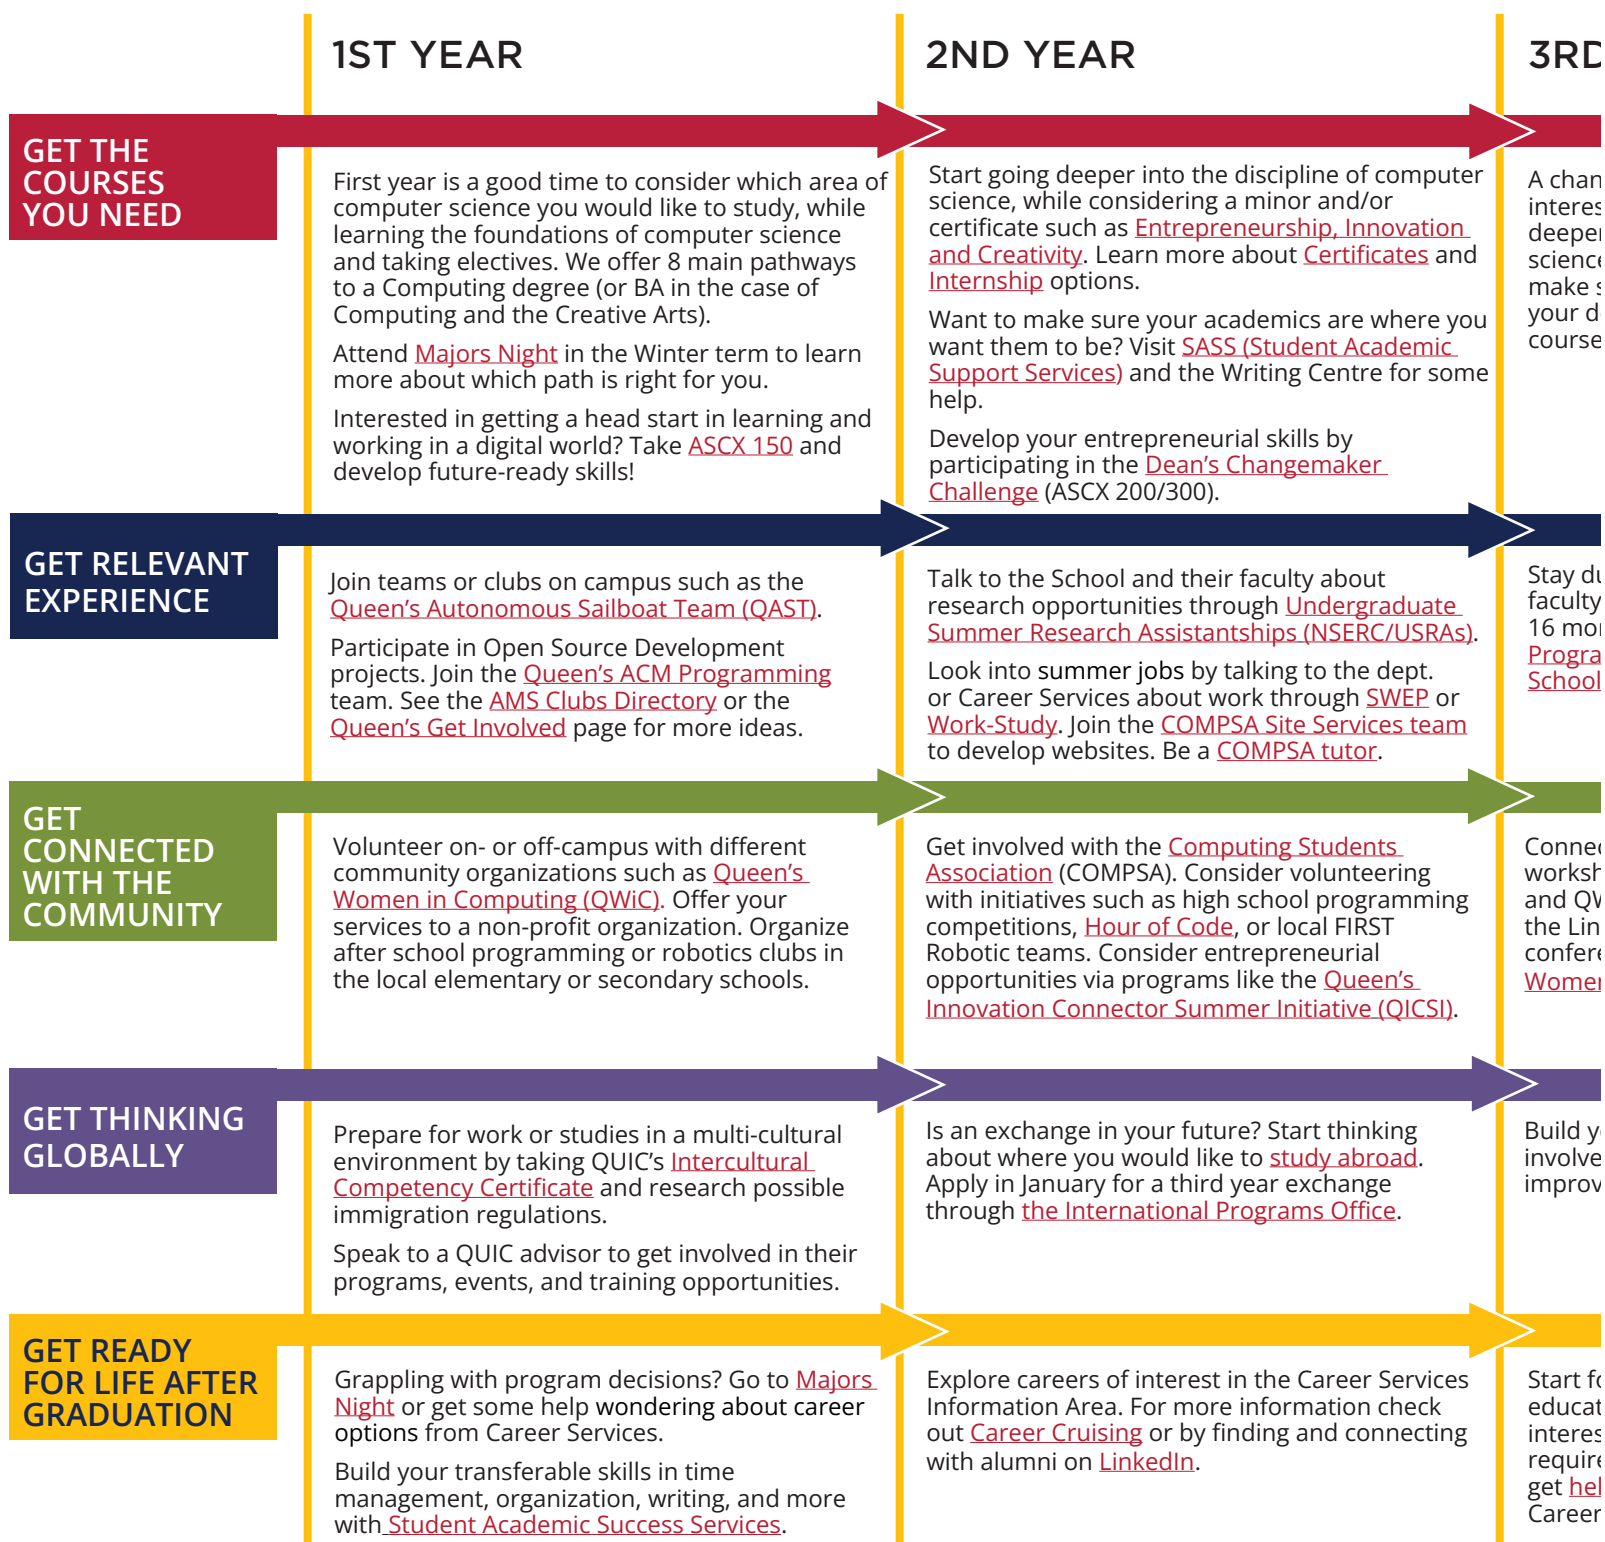 1ST YEAR
2ND YEAR
GET THE
COURSES
YOU NEED
First year is a good time to consider which area of
computer science you would like to study, while
learning the foundations of computer science
and taking electives. We offer 8 main pathways
to a Computing degree (or BA in the case of
Computing and the Creative Arts).
Attend Majors Night in the Winter term to learn
more about which path is right for you.
Interested in getting a head start in learning and
working in a digital world? Take ASCX 150 and
develop future-ready skills!
Start going deeper into the discipline of computer
science, while considering a minor and/or
certificate such as Entrepreneurship, Innovation
and Creativity. Learn more about Certificates and
Internship options.
Want to make sure your academics are where you
want them to be? Visit SASS (Student Academic
Support Services) and the Writing Centre for some
help.
Develop your entrepreneurial skills by
participating in the Dean's Changemaker
Challenge (ASCX 200/300).
A
make
your
GET RELEVANT
EXPERIENCE
Join teams or clubs on campus such as the
Queen's Autonomous Sailboat Team (QAST).
Participate in Open Source Development
projects. Join the Queen's ACM Programming
team. See the AMS Clubs Directory or the
Queen's Get Involved page for more ideas.
Talk to the School and their faculty about
research opportunities through Undergraduate
Summer Research Assistantships (NSERC/USRAs).
Look into summer jobs by talking to the dept.
or Career Services about work through SWEP or
Work-Study. Join the COMPSA Site Services team
to develop websites. Be a COMPSA tutor.
Stay
faculty
16
School
GET
CONNECTED
WITH THE
COMMUNITY
Volunteer on- or off-campus with different
community organizations such as Queen's
Women in Computing (QWiC). Offer your
services to a non-profit organization. Organize
after school programming or robotics clubs in
the local elementary or secondary schools.
Get involved with the Computing Students
Association (COMPSA). Consider volunteering
with initiatives such as high school programming
competitions, Hour of Code, or local FIRST
Robotic teams. Consider entrepreneurial
opportunities via programs like the Queen's
Innovation Connector Summer Initiative (QICSI).
and
the
GET THINKING
GLOBALLY
Prepare for work or studies in a multi-cultural
environment by taking QUIC's Intercultural
Competency Certificate and research possible
immigration regulations.
Speak to a QUIC advisor to get involved in their
programs, events, and training opportunities.
Is an exchange in your future? Start thinking
about where you would like to study abroad.
Apply in January for a third year exchange
through the International Programs Office.
Build
GET READY
FOR LIFE AFTER
GRADUATION
Grappling with program decisions? Go to Majors
Night or get some help wondering about career
options from Career Services.
Build your transferable skills in time
management, organization, writing, and more
with Student Academic Success Services.
Explore careers of interest in the Career Services
Information Area. For more information check
out Career Cruising or by finding and connecting
with alumni on LinkedIn.
Start
get
Career